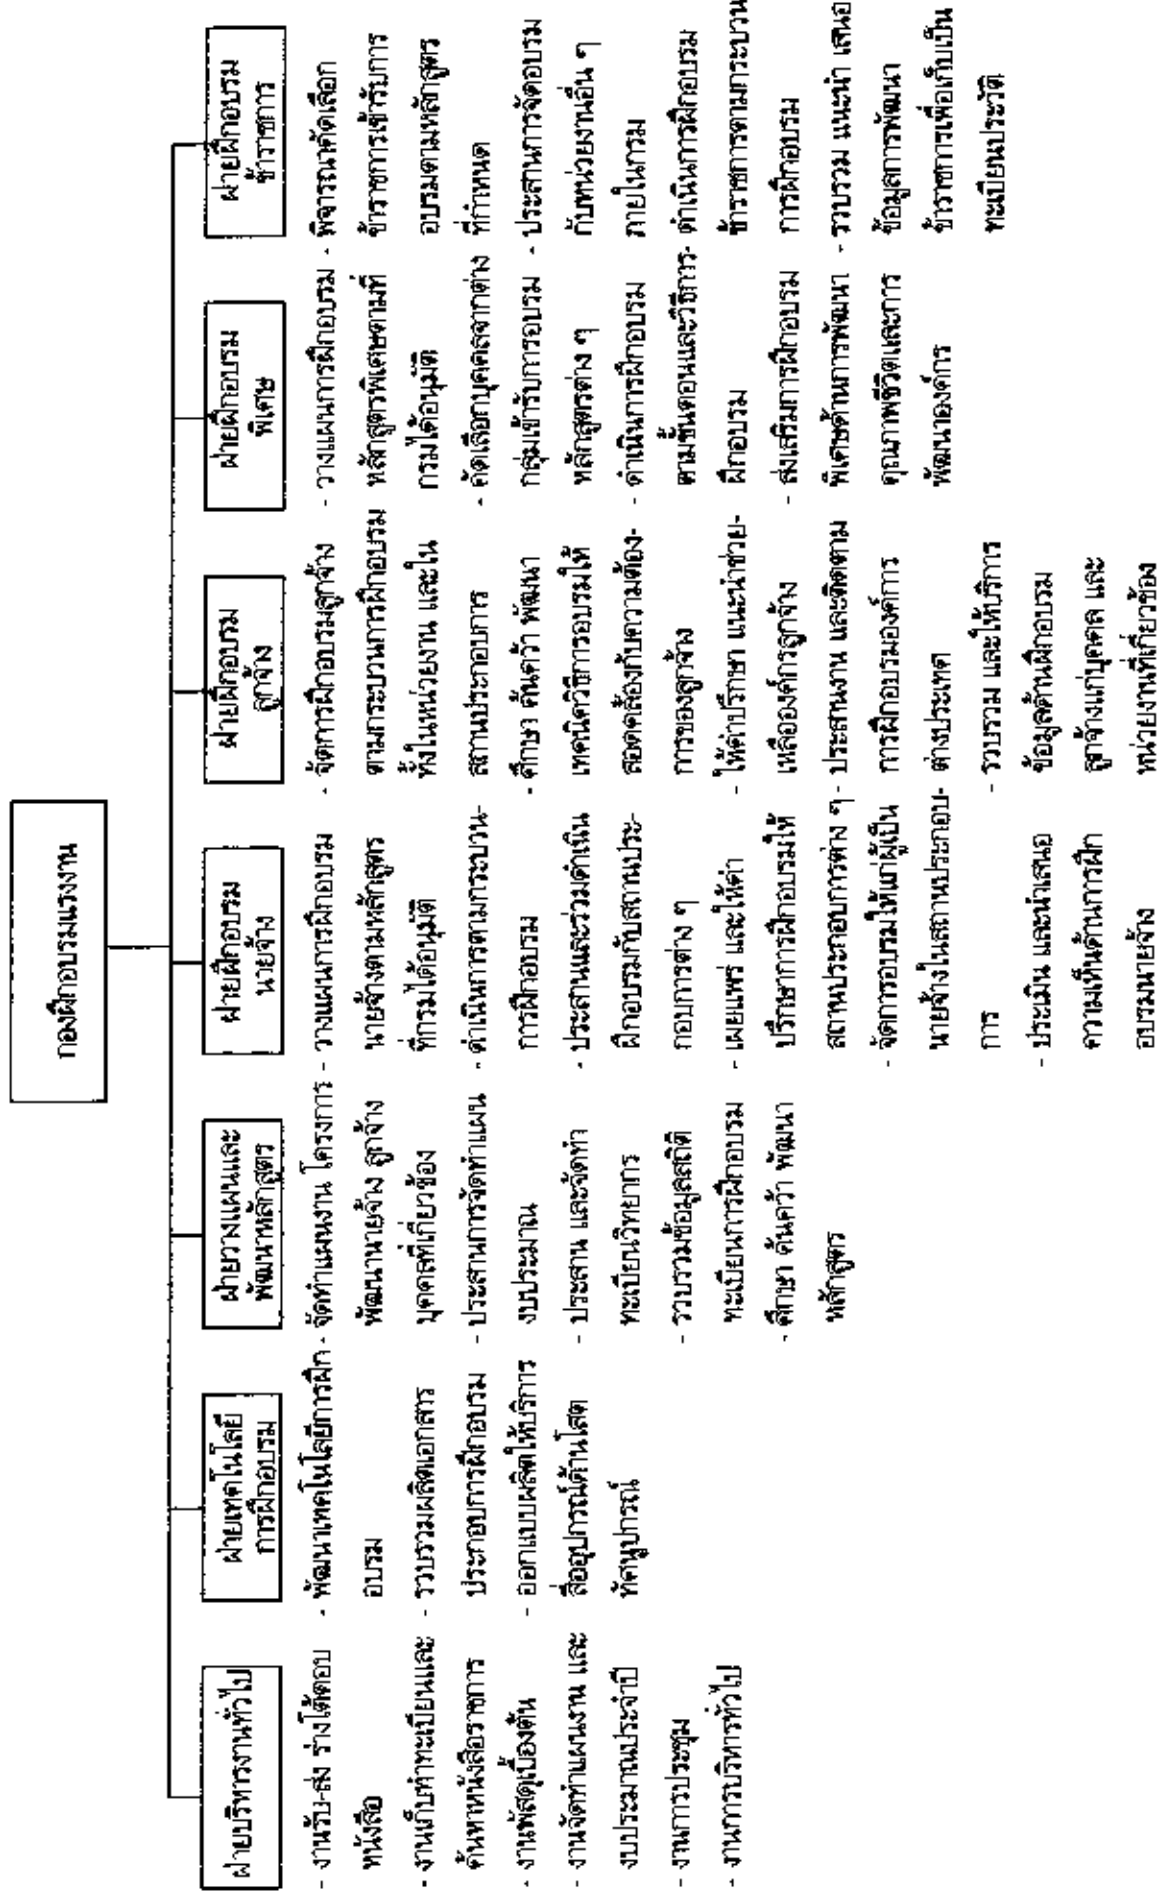 กองฝึกอบรมแรงงาน
ฝ่ายบริหารงานทั่วไป
- งานรับ-ส่ง ร่างโต้ตอบ
หนังสือ
- งานเก็บทำทะเบียนและ
ค้นหาหนังสือราชการ
- งานพัสดุเบื้องต้น
- งานจัดทำแผนงาน และ
งบประมาณประจำปี
- งานการประชุม
- งานการบริหารทั่วไป
ฝ่ายเทคโนโลยี
การฝึกอบรม
- พัฒนาเทคโนโลยีการฝึก
อบรม
- รวบรวมผลิตเอกสาร
ประกอบการฝึกอบรม
- ออกแบบผลิตให้บริการ
สื่ออุปกรณ์ด้านโสต
ทัศนูปกรณ์
ฝ่ายวางแผนและ
พัฒนาหลักสูตร
- จัดทำแผนงาน โครงการ
พัฒนานายจ้าง ลูกจ้าง
บุคคลที่เกี่ยวข้อง
- ประสานการจัดทำแผน
งบประมาณ
- ประสาน และจัดทำ
ทะเบียนวิทยากร
- รวบรวมข้อมูลสถิติ
ทะเบียนการฝึกอบรม
- ศึกษา ค้นคว้า พัฒนา
หลักสูตร
ฝ่ายฝึกอบรม
นายจ้าง
- วางแผนการฝึกอบรม
นายจ้างตามหลักสูตร
ที่กรมได้อนุมัติ
- ดำเนินการตามกระบวน-
การฝึกอบรม
- ประสานและร่วมดำเนิน
ฝึกอบรมกับสถานประ-
กอบการต่าง ๆ
- เผยแพร่ และให้คำ
ปรึกษาการฝึกอบรมให้
สถานประกอบการต่าง ๆ
- จัดการอบรมให้แก่ผู้เป็น
นายจ้างในสถานประกอบ-
การ
- ประเมิน และนำเสนอ
ความเห็นด้านการฝึก
อบรมนายจ้าง
ฝ่ายฝึกอบรม
ลูกจ้าง
- จัดการฝึกอบรมลูกจ้าง
ตามกระบวนการฝึกอบรม
ทั้งในหน่วยงาน และใน
สถานประกอบการ
- ศึกษา ค้นคว้า พัฒนา
เทคนิควิธีการอบรมให้
สอดคล้องกับความต้อง-
การของลูกจ้าง
- ให้คำปรึกษา แนะนำช่วย-
เหลือองค์กรลูกจ้าง
- ประสานงาน และติดตาม
การฝึกอบรมองค์การ
ต่างประเทศ
- รวบรวม และให้บริการ
ข้อมูลด้านฝึกอบรม
ลูกจ้างแก่บุคคล และ
หน่วยงานที่เกี่ยวข้อง
ฝ่ายฝึกอบรม
พิเศษ
- วางแผนการฝึกอบรม
หลักสูตรพิเศษตามที่
กรมได้อนุมัติ
- คัดเลือกบุคคลจากต่าง
กลุ่มเข้ารับการอบรม
หลักสูตรต่าง ๆ
- ดำเนินการฝึกอบรม
ตามขั้นตอนและวิธีการ-
ฝึกอบรม
- ส่งเสริมการฝึกอบรม
พิเศษด้านการพัฒนา
คุณภาพชีวิตและการ
พัฒนาองค์กร
ฝ่ายฝึกอบรม
ข้าราชการ
- พิจารณาคัดเลือก
ข้าราชการเข้ารับการ
อบรมตามหลักสูตร
ที่กำหนด
- ประสานการจัดอบรม
กับหน่วยงานอื่น ๆ
ภายในกรม
- ดำเนินการฝึกอบรม
ข้าราชการตามกระบวน
การฝึกอบรม
- รวบรวม แนะนำ เสนอ
ข้อมูลการพัฒนา
ข้าราชการเพื่อเก็บเป็น
ทะเบียนประวัติ